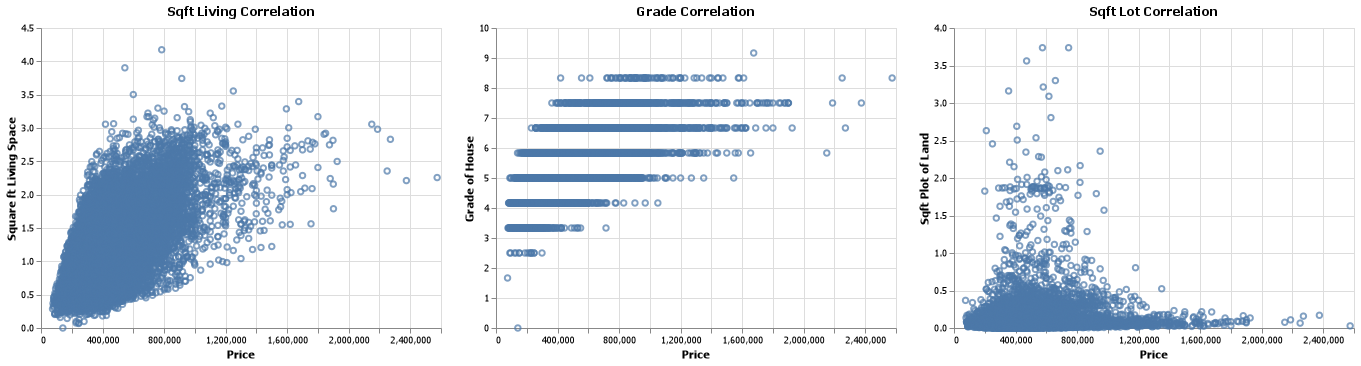 Sqft Living Correlation
Square ft Living Space
4.5
4.0
3.5
3.0
2.5
2.0
1.5
1.0
0.5
0.0
0 400,000 800,000 1,200,000 1,600,000 2,000,000 2,400,000
Price
Grade Correlation
Grade of House
10
9
8
7
6
5
4
3
2
1
0
0 400,000 800,000 1,200,000 1,600,000 2,000,000 2,400,000
Price
Sqft Lot Correlation
Sqft Plot of Land
4.0
3.5
3.0
2.5
2.0
1.5
1.0
0.5
0.0
0 400,000 800,000 1,200,000 1,600,000 2,000,000 2,400,000
Price